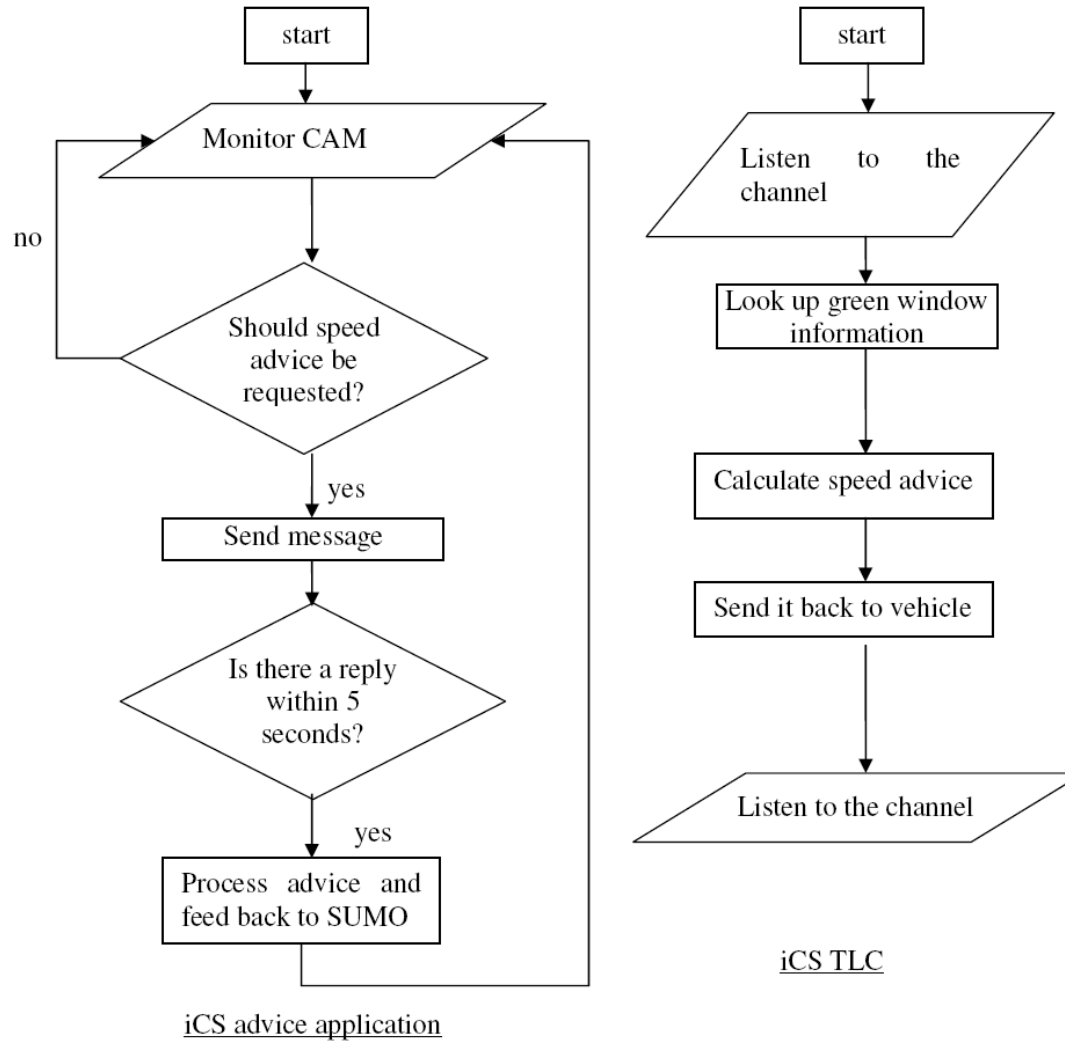 start
Monitor CAM
no
Should speed
advice be
requested?
yes
Send message
Is there a reply
within 5
seconds?
yes
Process advice and
feed back to SUMO
iCS advice application
start
Listen to the
channel
Look up green window
information
Calculate speed advice
Send it back to vehicle
Listen to the channel
iCS TLC